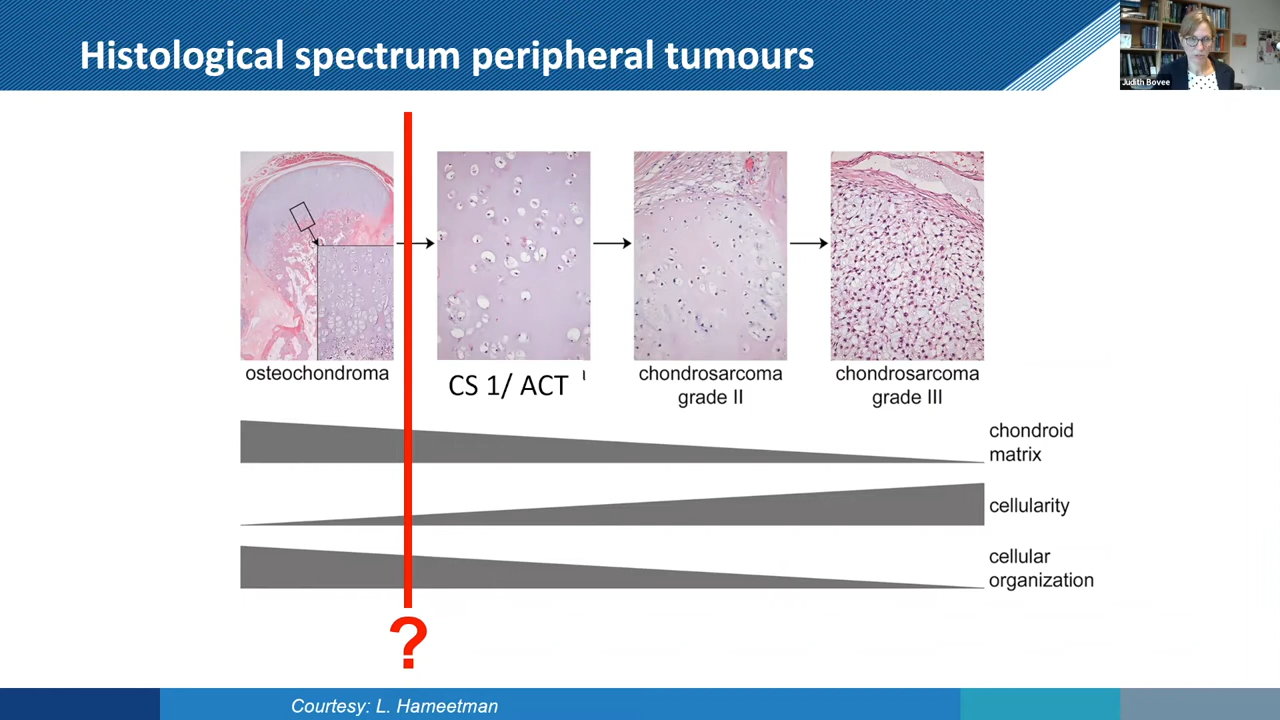 Histological spectrum peripheral tumours
Judith Bovee
osteochondroma
CS 1/ ACT
chondrosarcoma
grade II
chondrosarcoma
grade III
chondroid
matrix
cellularity
cellular
organization
?
Courtesy: L. Hameetman